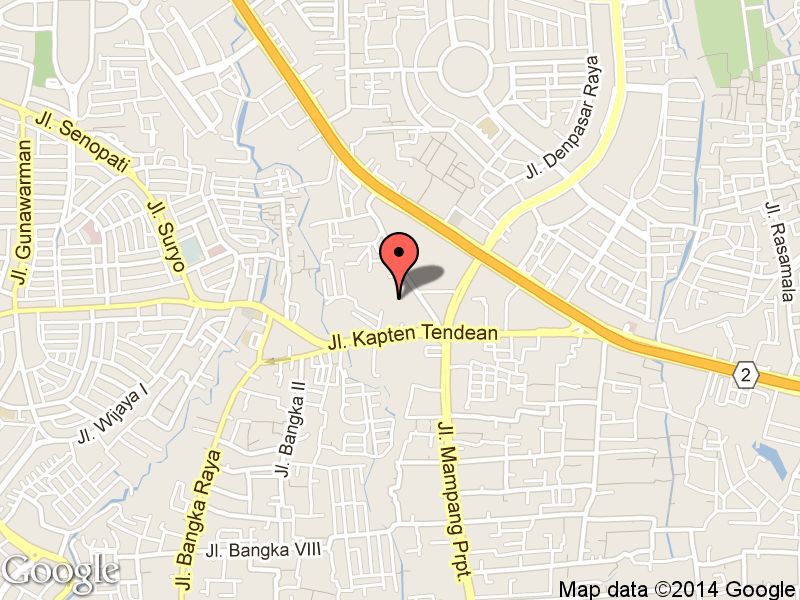 Jl. Denpasar Raya
Jl. Senopati
Jl. Gunawarman
Jl. Suryo
Jl. Rasamala
Jl. Kapten Tendean
2
Jl. Wijaya I
Jl. Bangka II
Jl. Bangka Raya
Jl. Mampang Prpt.
Jl. Bangka VIII
Google
Map data ©2014 Google